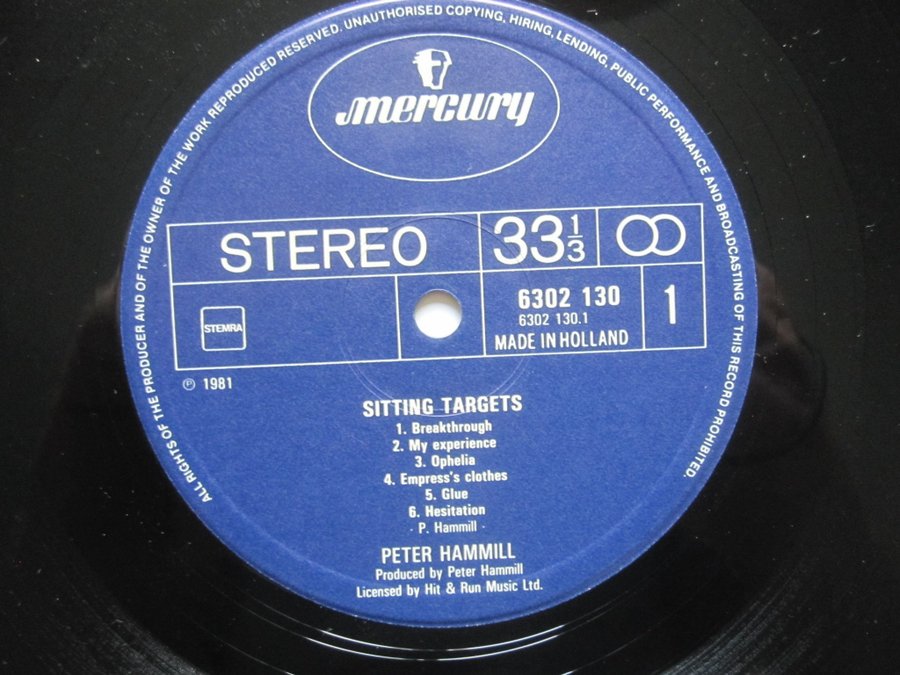 ALL RIGHTS OF THE PRODUCER AND OF THE OWNER OF THE WORK REPRODUCED RESERVED. UNAUTHORISED COPYING, HIRING, LENDING, PUBLIC PERFORMANCE AND BROADCASTING OF THIS RECORD PROHIBITED.
mercury
STEREO 33 1/3
6302 130 1
6302 130.1
STEMRA MADE IN HOLLAND
℗ 1981
SITTING TARGETS
1. Breakthrough
2. My experience
3. Ophelia
4. Empress's clothes
5. Glue
6. Hesitation
- P. Hammill -
PETER HAMMILL
Produced by Peter Hammill
Licensed by Hit & Run Music Ltd.